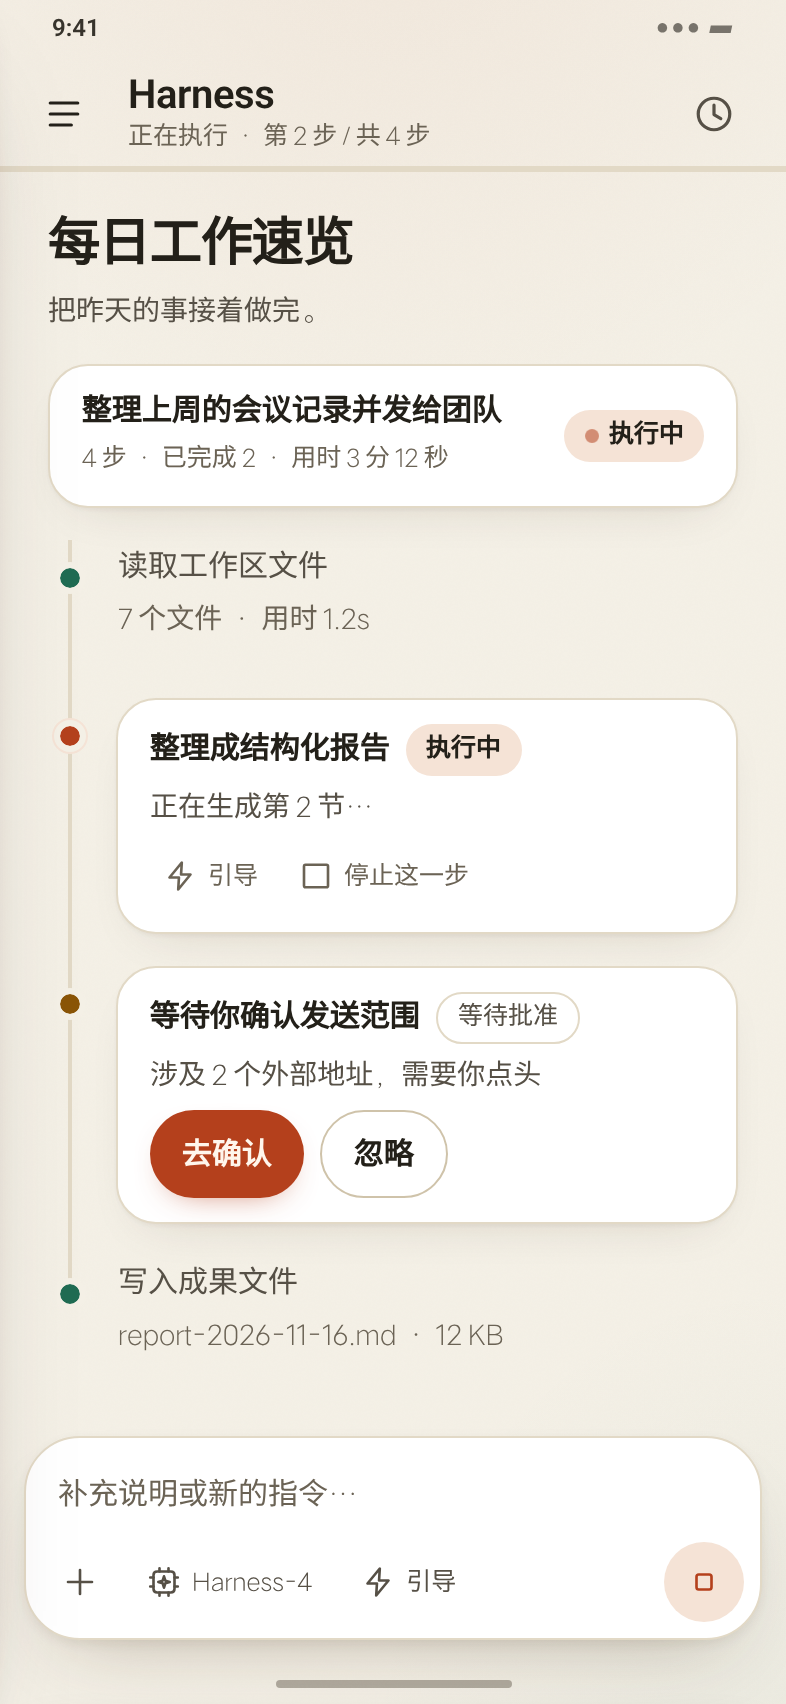 9:41
Harness
正在执行 · 第 2 步 / 共 4 步
每日工作速览
把昨天的事接着做完。
整理上周的会议记录并发给团队
4 步 · 已完成 2 · 用时 3 分 12 秒
执行中
读取工作区文件
7 个文件 · 用时 1.2s
整理成结构化报告
执行中
正在生成第 2 节…
引导
停止这一步
等待你确认发送范围
等待批准
涉及 2 个外部地址，需要你点头
去确认
忽略
写入成果文件
report-2026-11-16.md · 12 KB
补充说明或新的指令…
Harness-4
引导